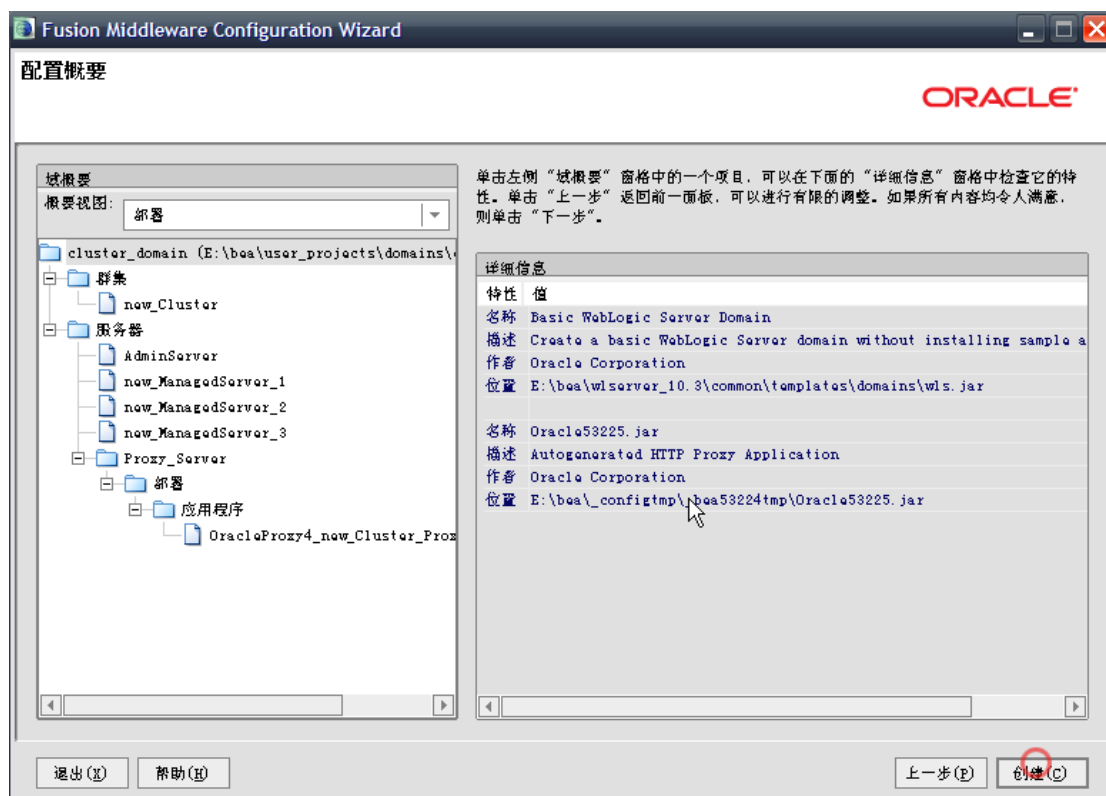 Fusion Middleware Configuration Wizard
配置概要
ORACLE
域概要
概要视图:
部署
cluster_domain (E:\bea\user_projects\domains\
群集
new_Cluster
服务器
AdminServer
new_ManagedServer_1
new_ManagedServer_2
new_ManagedServer_3
Proxy_Server
部署
应用程序
OracleProxy4_new_Cluster_Prox
单击左侧“域概要”窗格中的一个项目, 可以在下面的“详细信息”窗格中检查它的特
性。单击“上一步”返回前一面板, 可以进行有限的调整。如果所有内容均令人满意,
则单击“下一步”。
详细信息
特性 值
名称 Basic WebLogic Server Domain
描述 Create a basic WebLogic Server domain without installing sample a
作者 Oracle Corporation
位置 E:\bea\wlserver_10.3\common\templates\domains\wls.jar
名称 Oracle53225.jar
描述 Autogenerated HTTP Proxy Application
作者 Oracle Corporation
位置 E:\bea\_configtmp\_bea53224tmp\Oracle53225.jar
退出(X) 帮助(H) 上一步(P) 创建(C)